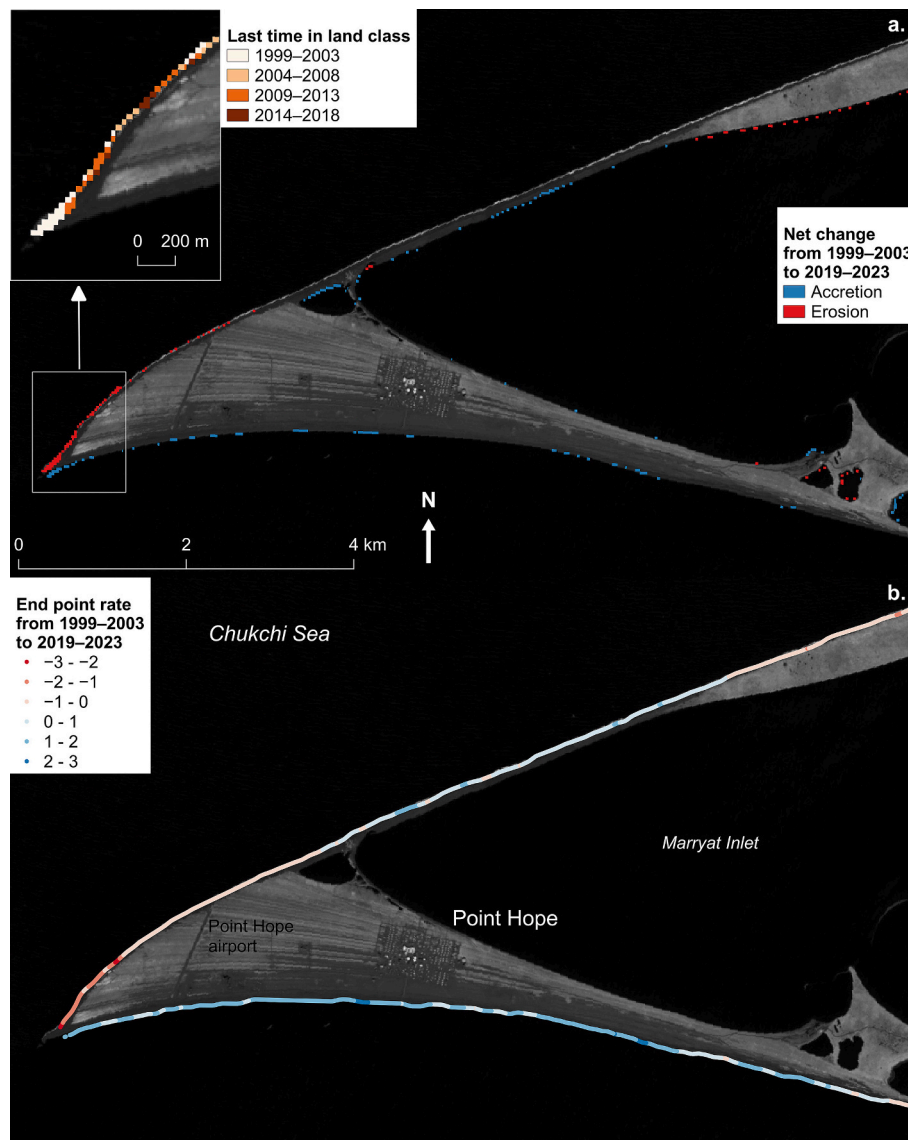 a.
Last time in land class
1999–2003
2004–2008
2009–2013
2014–2018
0 200 m
Net change
from 1999–2003
to 2019–2023
Accretion
Erosion
N
0 2 4 km
b.
End point rate
from 1999–2003
to 2019–2023
−3 - −2
−2 - −1
−1 - 0
0 - 1
1 - 2
2 - 3
Chukchi Sea
Marryat Inlet
Point Hope
Point Hope
airport